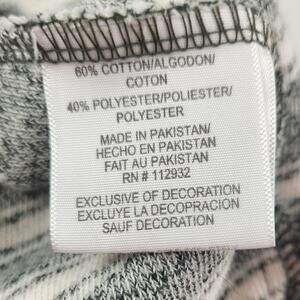 60% COTTON/ALGODON/
COTON
40% POLYESTER/POLIESTER/
POLYESTER
MADE IN PAKISTAN/
HECHO EN PAKISTAN
FAIT AU PAKISTAN
RN # 112932
EXCLUSIVE OF DECORATION
EXCLUYE LA DECOPRACION
SAUF DECORATION